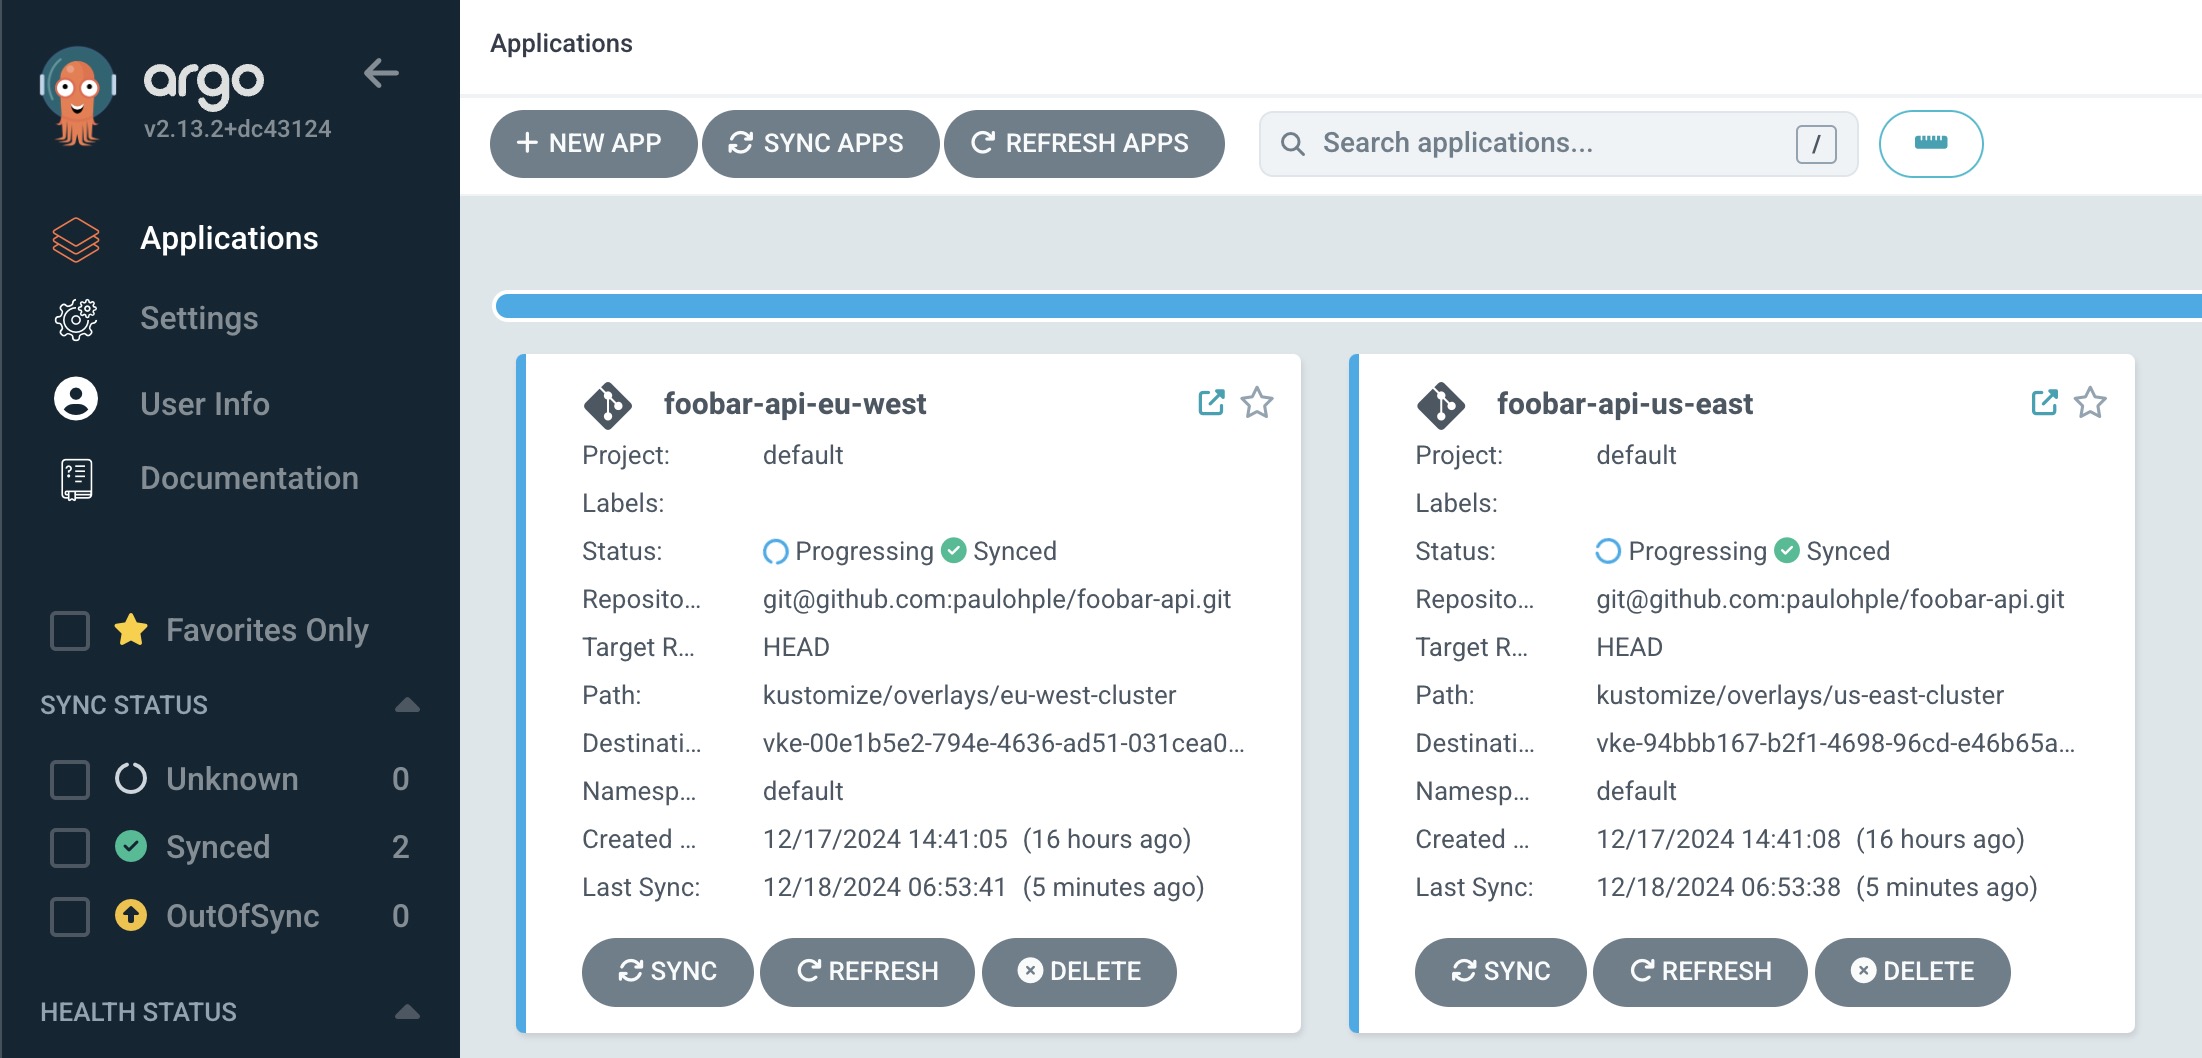 argo
v2.13.2+dc43124
Applications
Settings
User Info
Documentation
Favorites Only
SYNC STATUS
Unknown 0
Synced 2
OutOfSync 0
HEALTH STATUS
Applications
NEW APP SYNC APPS REFRESH APPS Search applications... /
foobar-api-eu-west
Project: default
Labels:
Status: Progressing Synced
Reposito... git@github.com:paulohple/foobar-api.git
Target R... HEAD
Path: kustomize/overlays/eu-west-cluster
Destinati... vke-00e1b5e2-794e-4636-ad51-031cea0...
Namesp... default
Created ... 12/17/2024 14:41:05 (16 hours ago)
Last Sync: 12/18/2024 06:53:41 (5 minutes ago)
SYNC REFRESH DELETE
foobar-api-us-east
Project: default
Labels:
Status: Progressing Synced
Reposito... git@github.com:paulohple/foobar-api.git
Target R... HEAD
Path: kustomize/overlays/us-east-cluster
Destinati... vke-94bbb167-b2f1-4698-96cd-e46b65a...
Namesp... default
Created ... 12/17/2024 14:41:08 (16 hours ago)
Last Sync: 12/18/2024 06:53:38 (5 minutes ago)
SYNC REFRESH DELETE